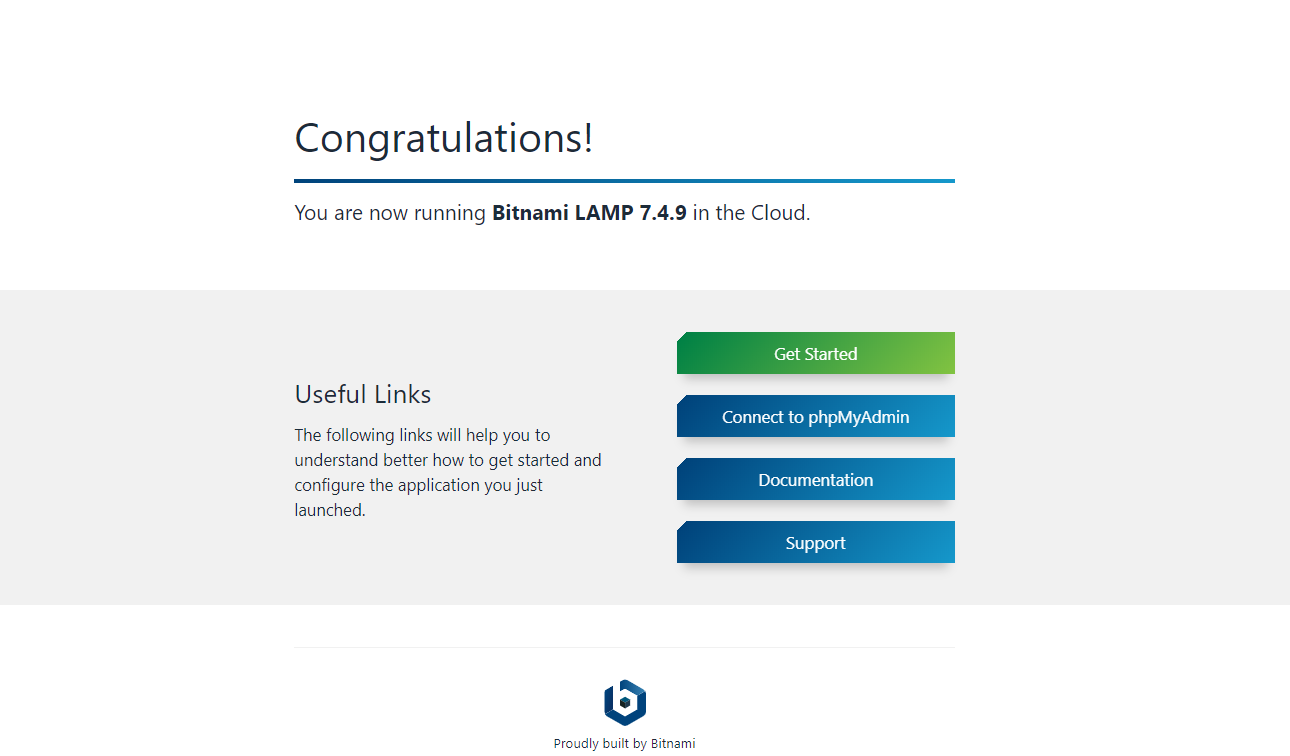 Congratulations!
You are now running Bitnami LAMP 7.4.9 in the Cloud.
Useful Links
The following links will help you to
understand better how to get started and
configure the application you just
launched.
Get Started
Connect to phpMyAdmin
Documentation
Support
Proudly built by Bitnami